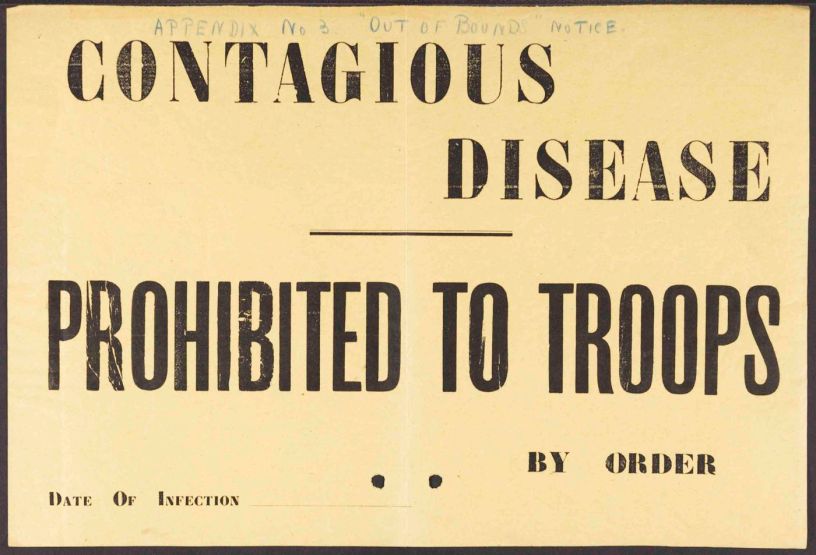 APPENDIX No 3. "OUT OF BOUNDS" NOTICE.
CONTAGIOUS
DISEASE
PROHIBITED TO TROOPS
BY ORDER
DATE OF INFECTION